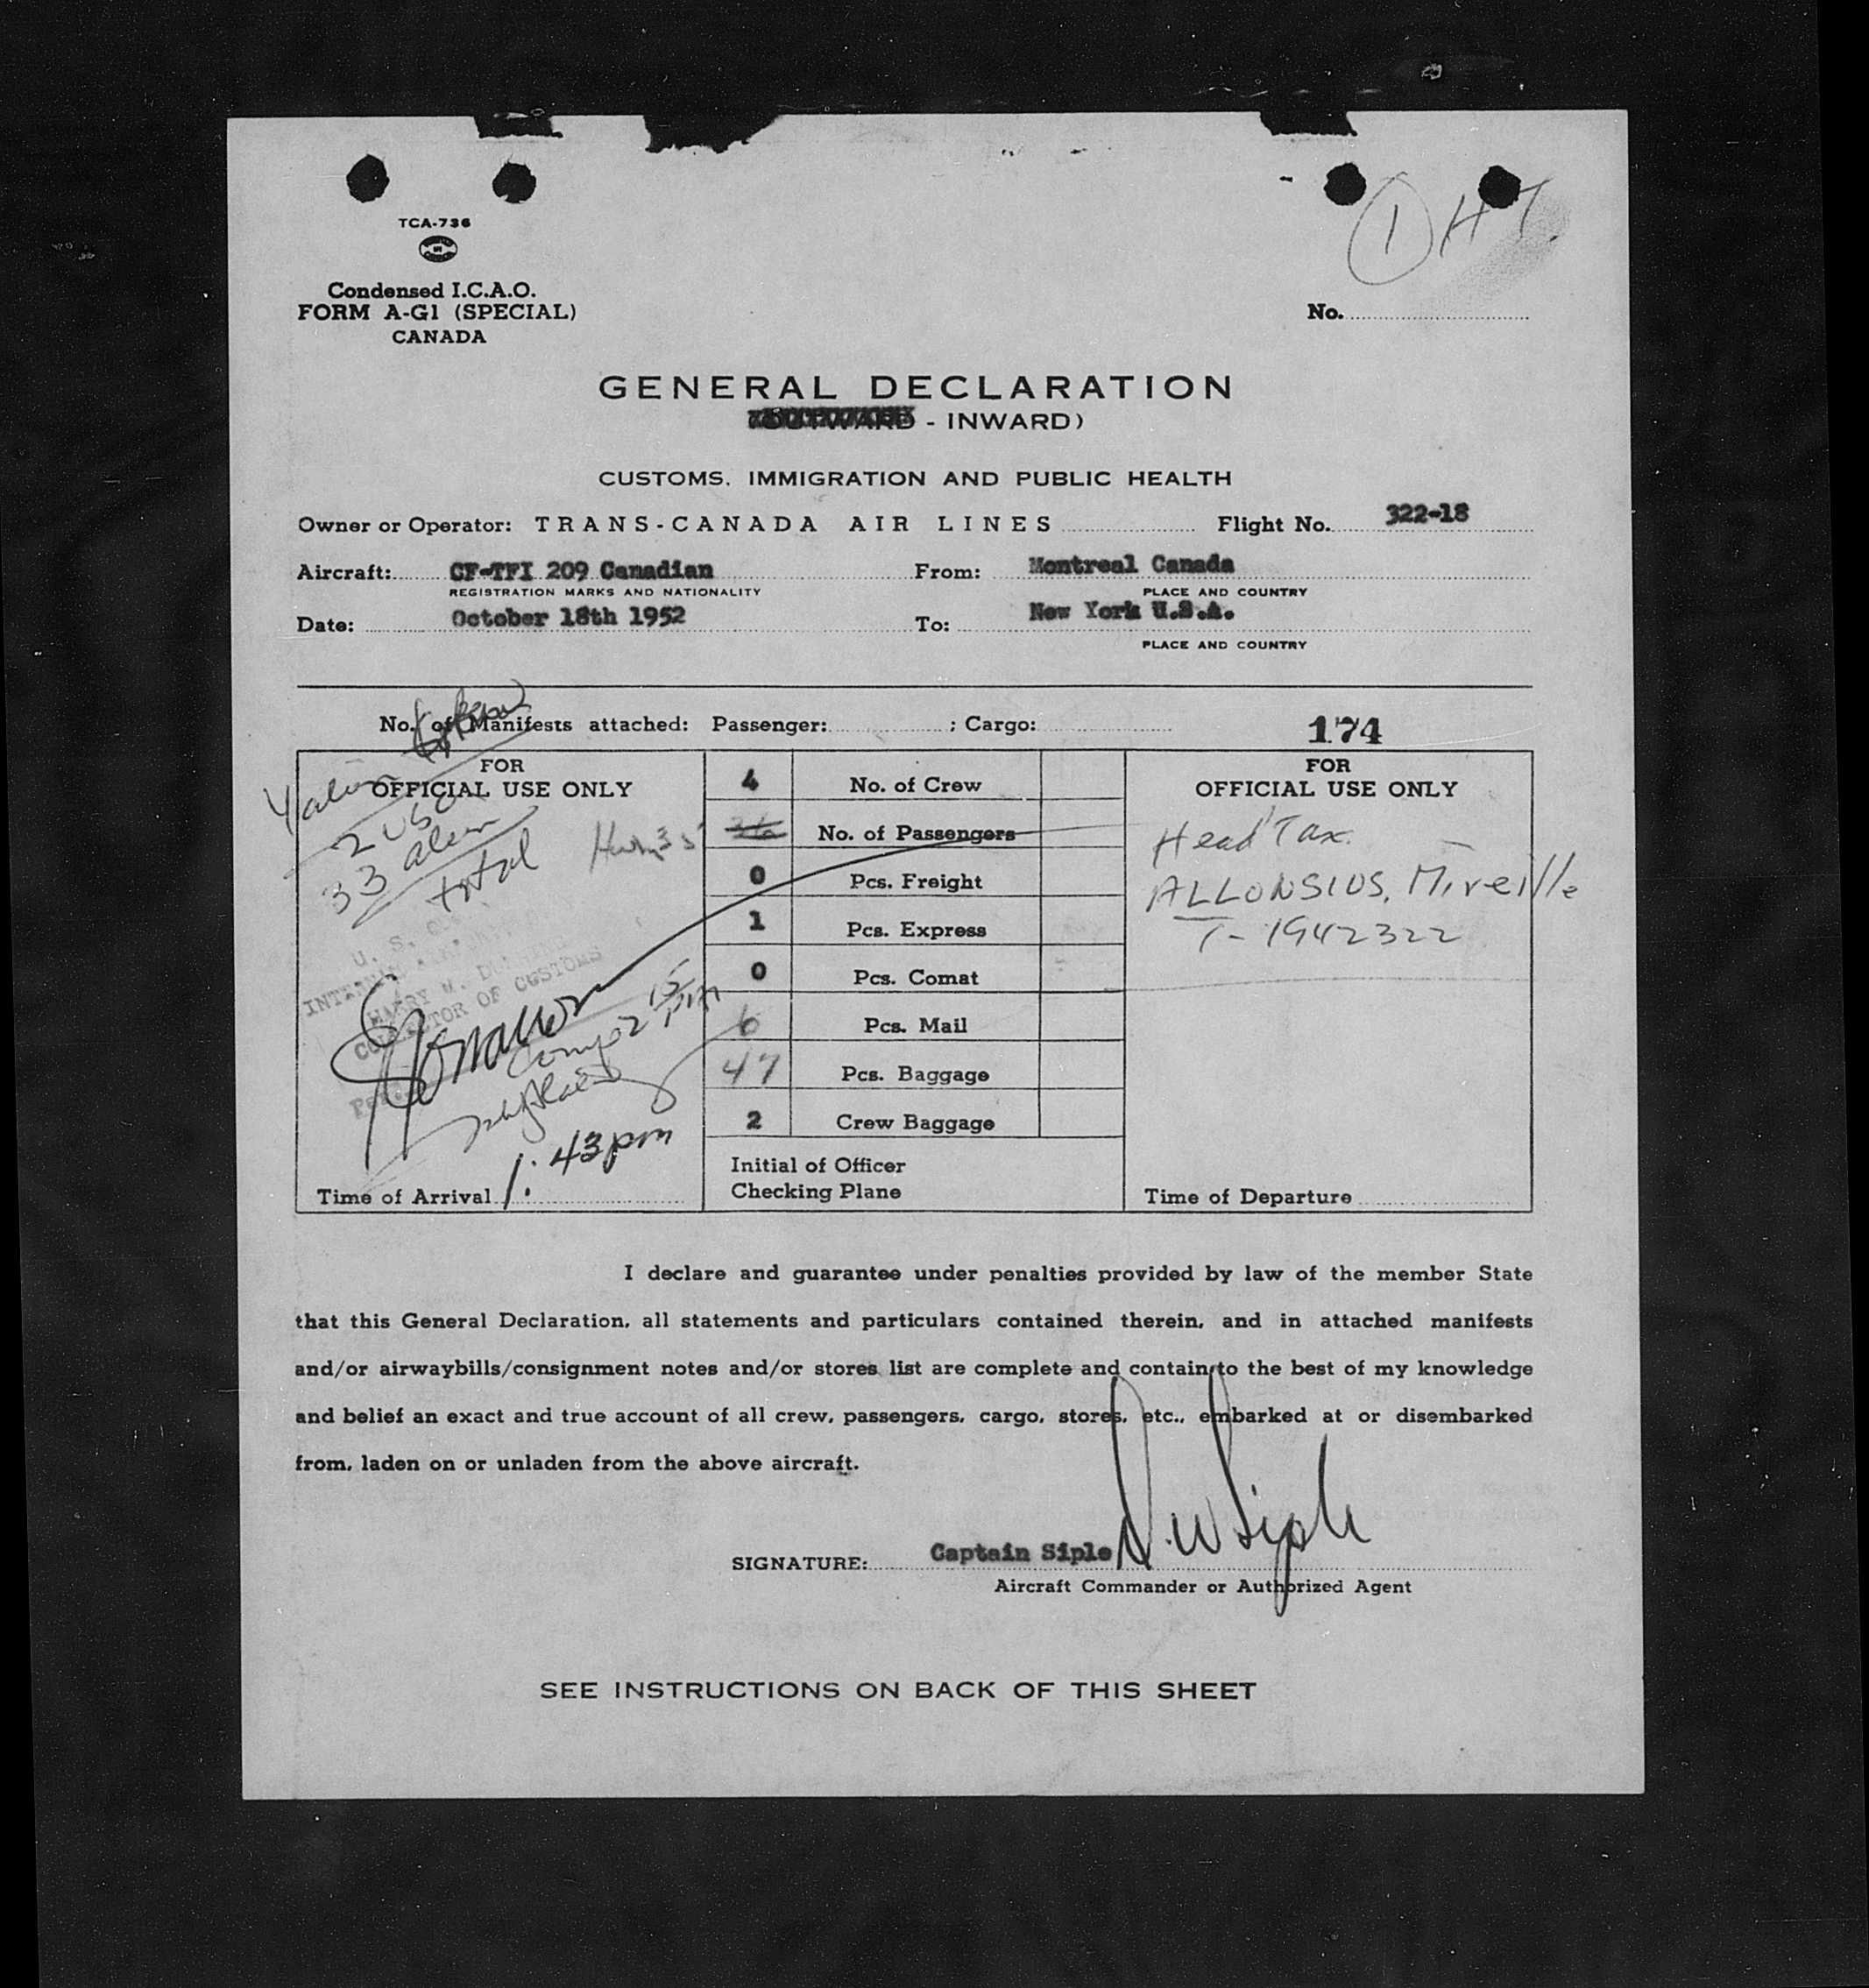 1 HT.
TCA-736
Condensed I.C.A.O.
FORM A-G1 (SPECIAL)
CANADA
No.
GENERAL DECLARATION
OUTWARD - INWARD)
CUSTOMS, IMMIGRATION AND PUBLIC HEALTH
Owner or Operator: TRANS-CANADA AIR LINES Flight No. 322-18
Aircraft: CF-TFI 209 Canadian From: Montreal Canada
REGISTRATION MARKS AND NATIONALITY PLACE AND COUNTRY
Date: October 18th 1952 To: New York U.S.A.
PLACE AND COUNTRY
No. of Manifests attached: Passenger: ; Cargo: 174
FOR
OFFICIAL USE ONLY
2 USC
33 alien
total
U. S.
HARRY M.
COLLECTOR OF CUSTOMS
1:43pm
Time of Arrival
4 No. of Crew
No. of Passengers
0 Pcs. Freight
1 Pcs. Express
0 Pcs. Comat
6 Pcs. Mail
47 Pcs. Baggage
2 Crew Baggage
Initial of Officer
Checking Plane
FOR
OFFICIAL USE ONLY
Head Tax.
ALLONSIUS, Mireille
T-1942322
Time of Departure
I declare and guarantee under penalties provided by law of the member State
that this General Declaration, all statements and particulars contained therein, and in attached manifests
and/or airwaybills/consignment notes and/or stores list are complete and contain to the best of my knowledge
and belief an exact and true account of all crew, passengers, cargo, stores, etc., embarked at or disembarked
from, laden on or unladen from the above aircraft.
SIGNATURE: Captain Siple D.W Siple
Aircraft Commander or Authorized Agent
SEE INSTRUCTIONS ON BACK OF THIS SHEET